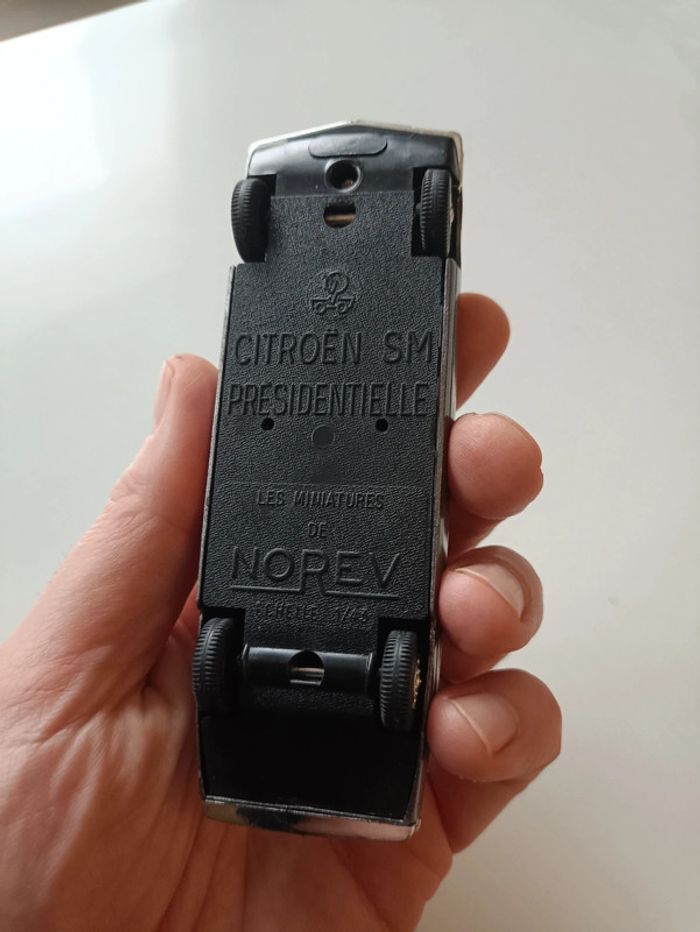 CITROËN SM
PRESIDENTIELLE
LES MINIATURES
DE
NOREV
ECHELLE 1/43